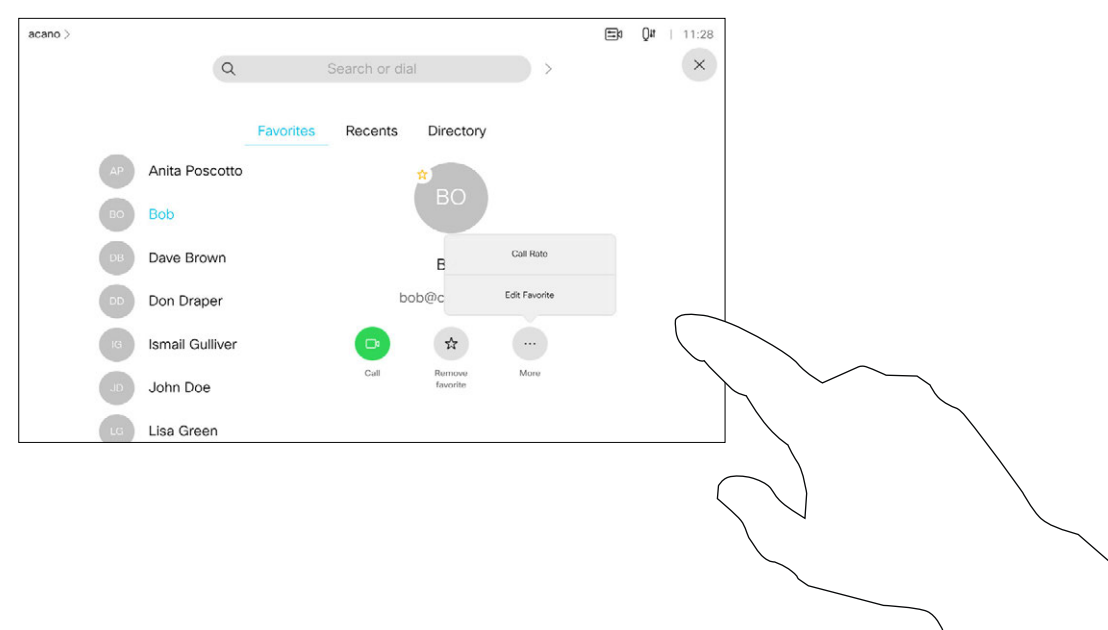 acano >
11:28
Search or dial
Favorites Recents Directory
AP Anita Poscotto
BO
BO Bob
DB Dave Brown
B
Call Rate
DD Don Draper
bob@c
Edit Favorite
IG Ismail Gulliver
Call
Remove
favorite
More
JD John Doe
LG Lisa Green